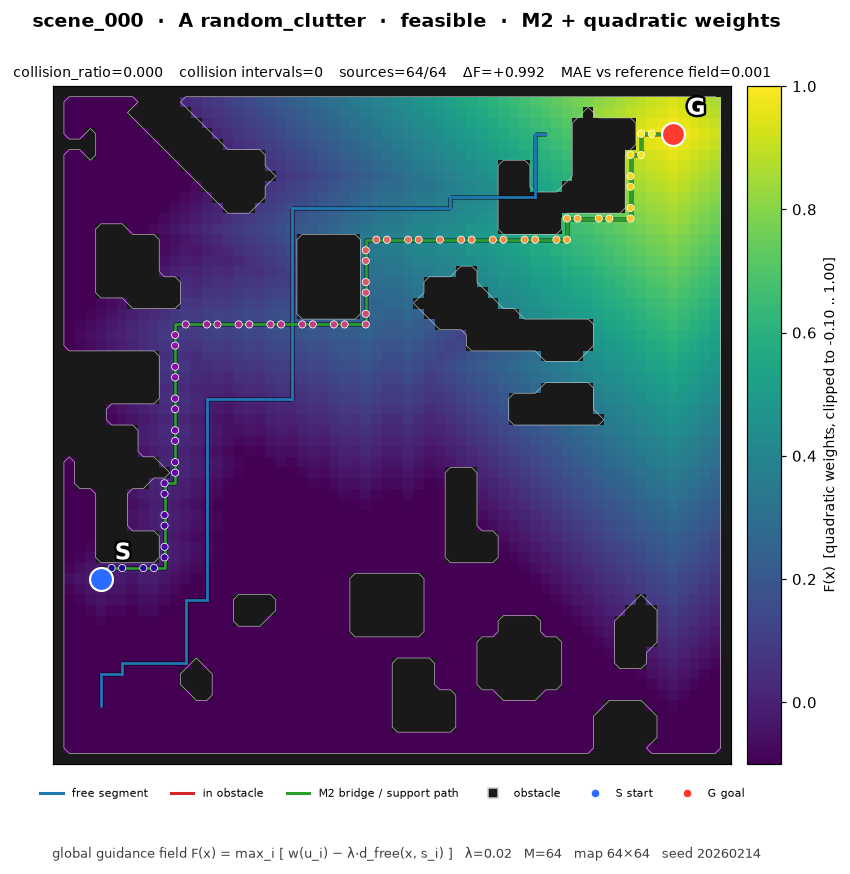 scene_000 · A random_clutter · feasible · M2 + quadratic weights
collision_ratio=0.000 collision intervals=0 sources=64/64 ΔF=+0.992 MAE vs reference field=0.001
G
S
1.0
0.8
0.6
0.4
0.2
0.0
F(x) [quadratic weights, clipped to -0.10 .. 1.00]
free segment in obstacle M2 bridge / support path obstacle S start G goal
global guidance field F(x) = max_i [ w(u_i) − λ·d_free(x, s_i) ] λ=0.02 M=64 map 64×64 seed 20260214